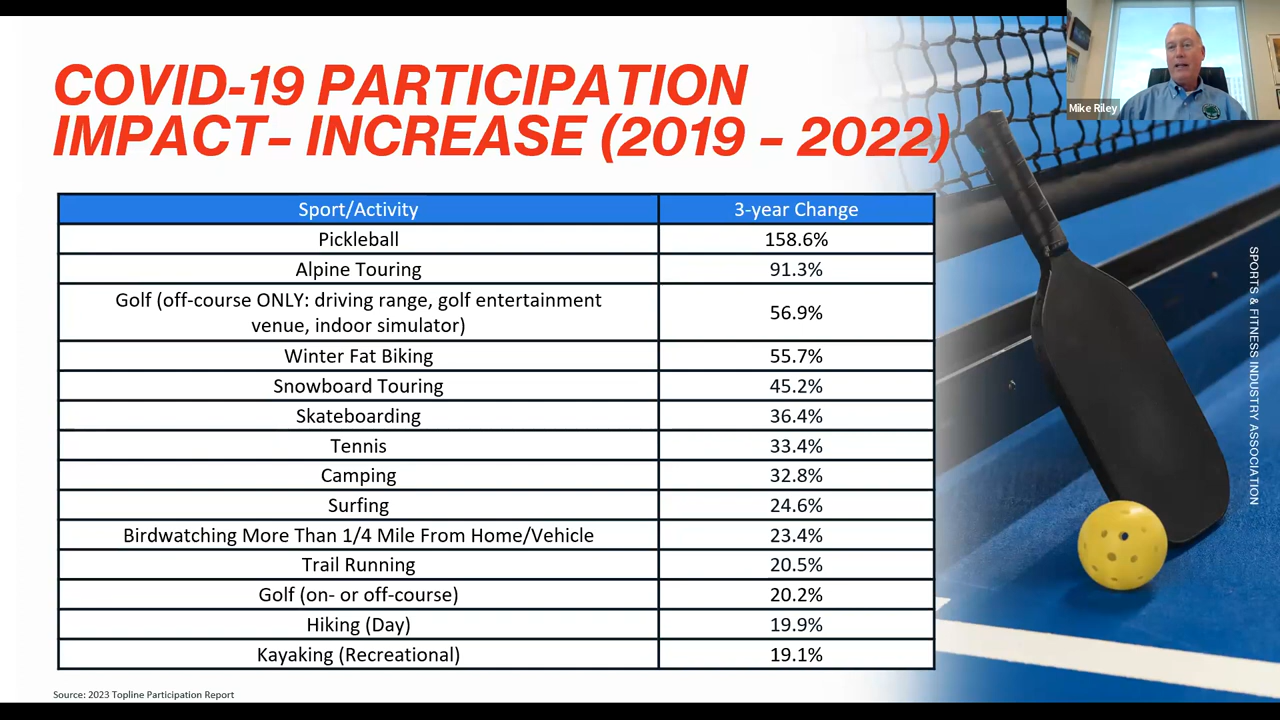 COVID-19 PARTICIPATION
IMPACT– INCREASE (2019 – 2022)
Mike Riley
Sport/Activity 3-year Change
Pickleball 158.6%
Alpine Touring 91.3%
Golf (off-course ONLY: driving range, golf entertainment
venue, indoor simulator) 56.9%
Winter Fat Biking 55.7%
Snowboard Touring 45.2%
Skateboarding 36.4%
Tennis 33.4%
Camping 32.8%
Surfing 24.6%
Birdwatching More Than 1/4 Mile From Home/Vehicle 23.4%
Trail Running 20.5%
Golf (on- or off-course) 20.2%
Hiking (Day) 19.9%
Kayaking (Recreational) 19.1%
SPORTS & FITNESS INDUSTRY ASSOCIATION
Source: 2023 Topline Participation Report